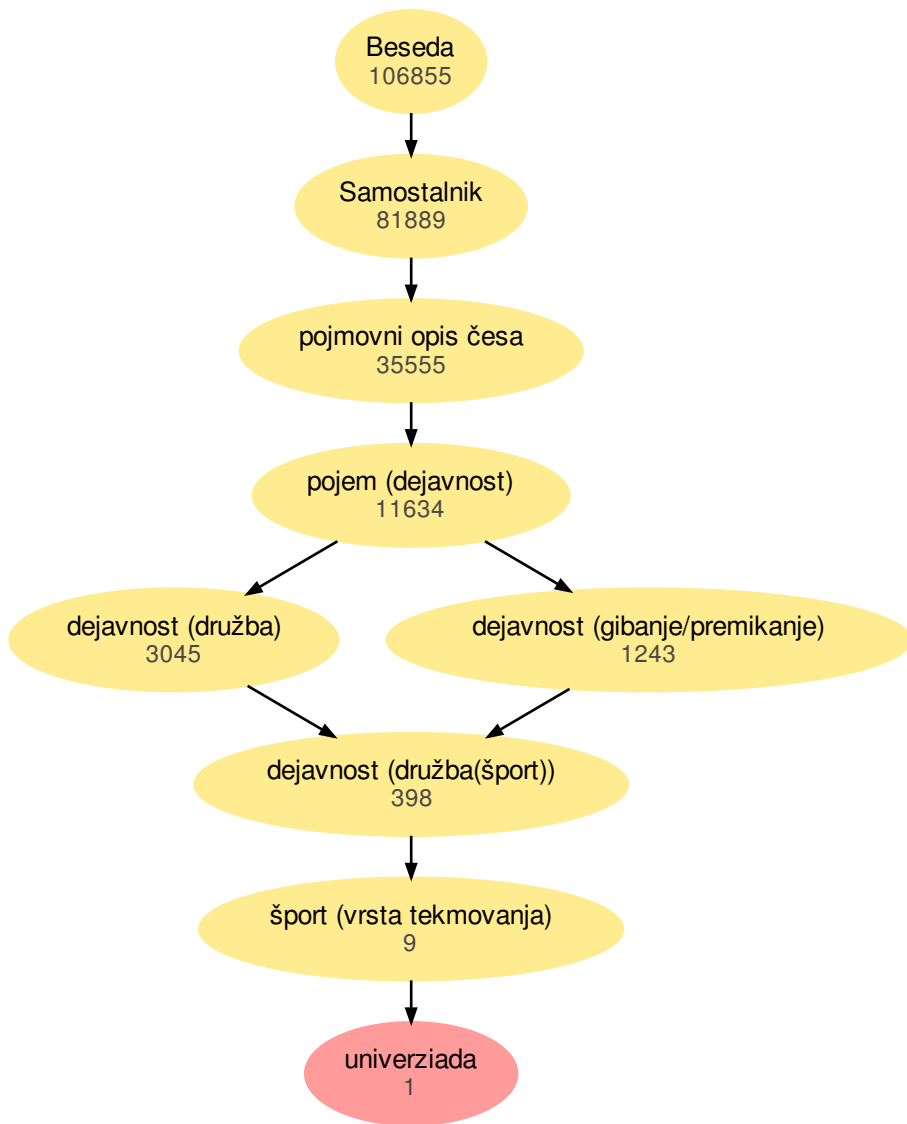 Beseda
106855
Samostalnik
81889
pojmovni opis česa
35555
pojem (dejavnost)
11634
dejavnost (družba)
3045
dejavnost (gibanje/premikanje)
1243
dejavnost (družba(šport))
398
šport (vrsta tekmovanja)
9
univerziada
1